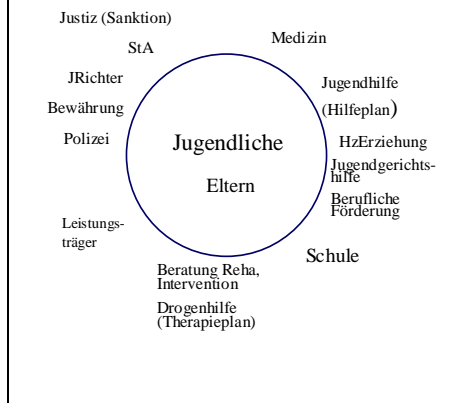 Justiz (Sanktion)
StA
JRichter
Bewährung
Polizei
Leistungs-
träger
Medizin
Jugendhilfe
(Hilfeplan)
HzErziehung
Jugendgerichts-
hilfe
Berufliche
Förderung
Schule
Jugendliche
Eltern
Beratung Reha,
Intervention
Drogenhilfe
(Therapieplan)